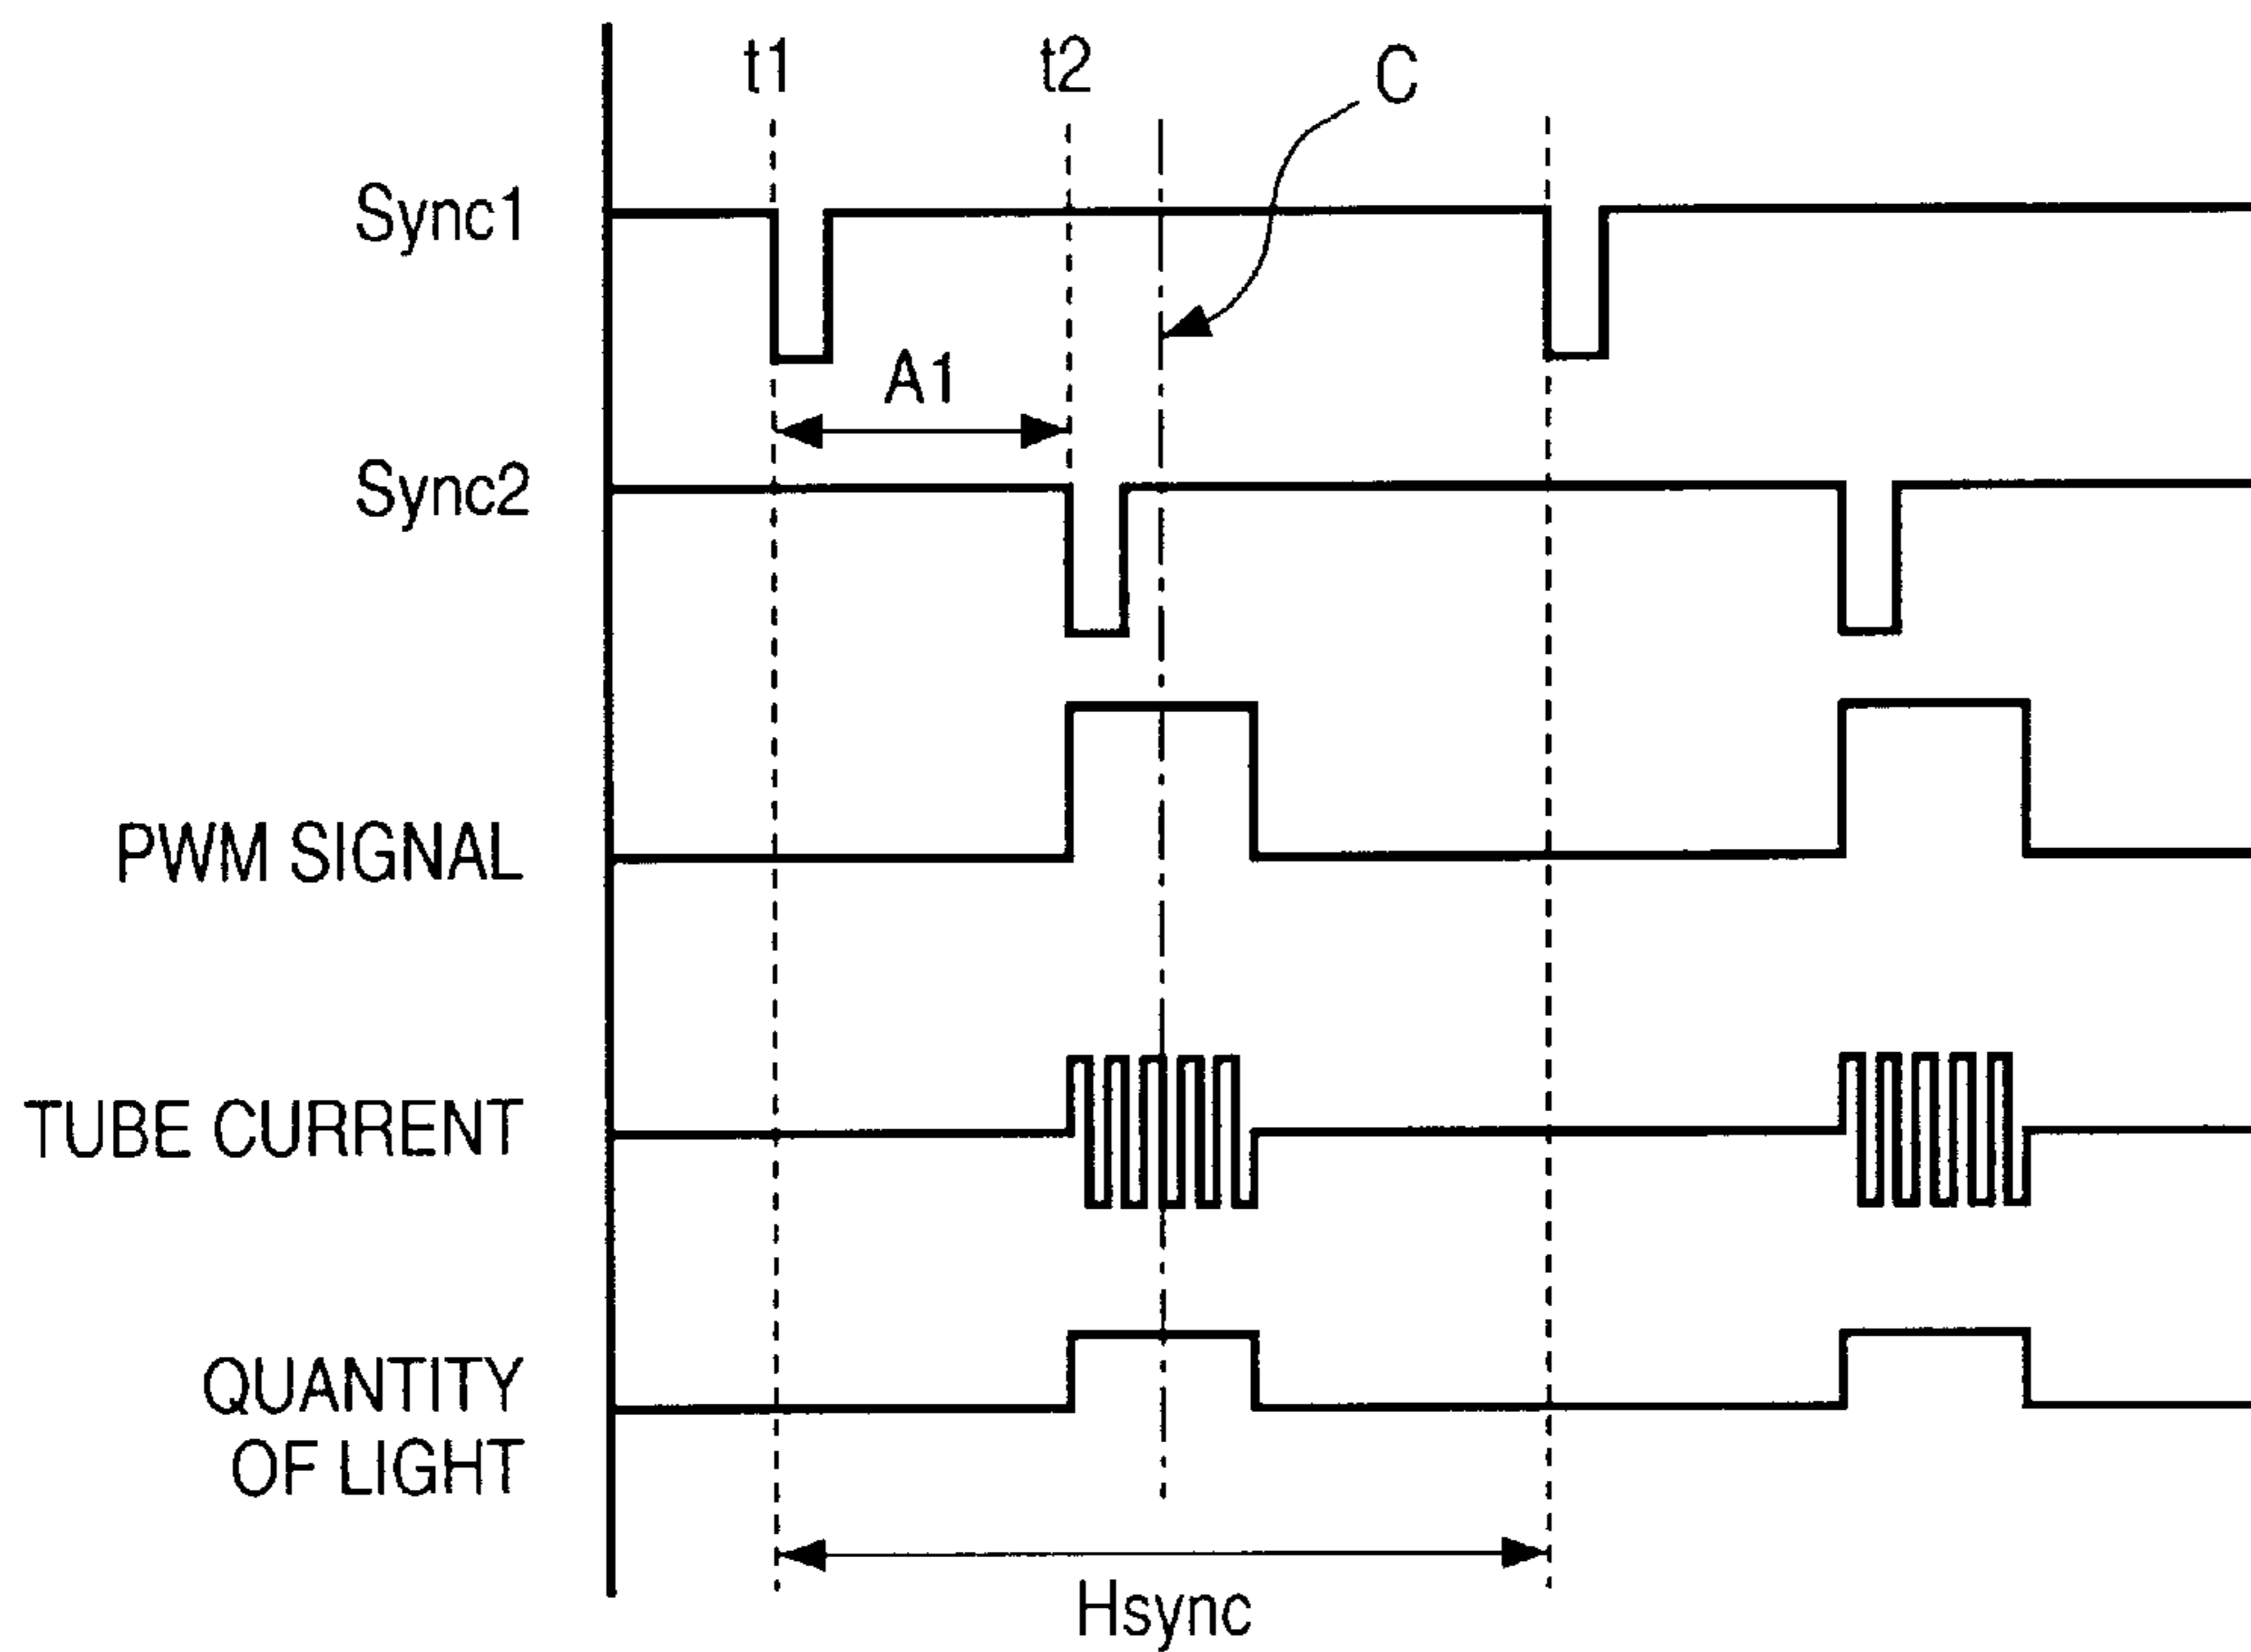 t1
t2
C
Sync1
A1
Sync2
PWM SIGNAL
TUBE CURRENT
QUANTITY
OF LIGHT
Hsync